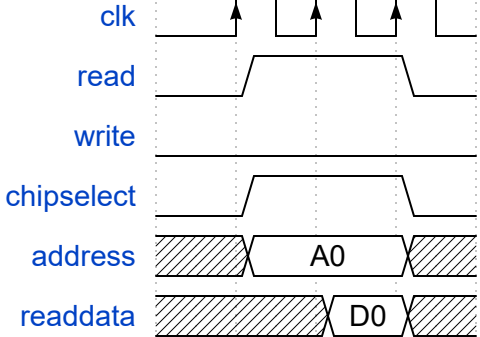 clk
read
write
chipselect
address A0
readdata D0